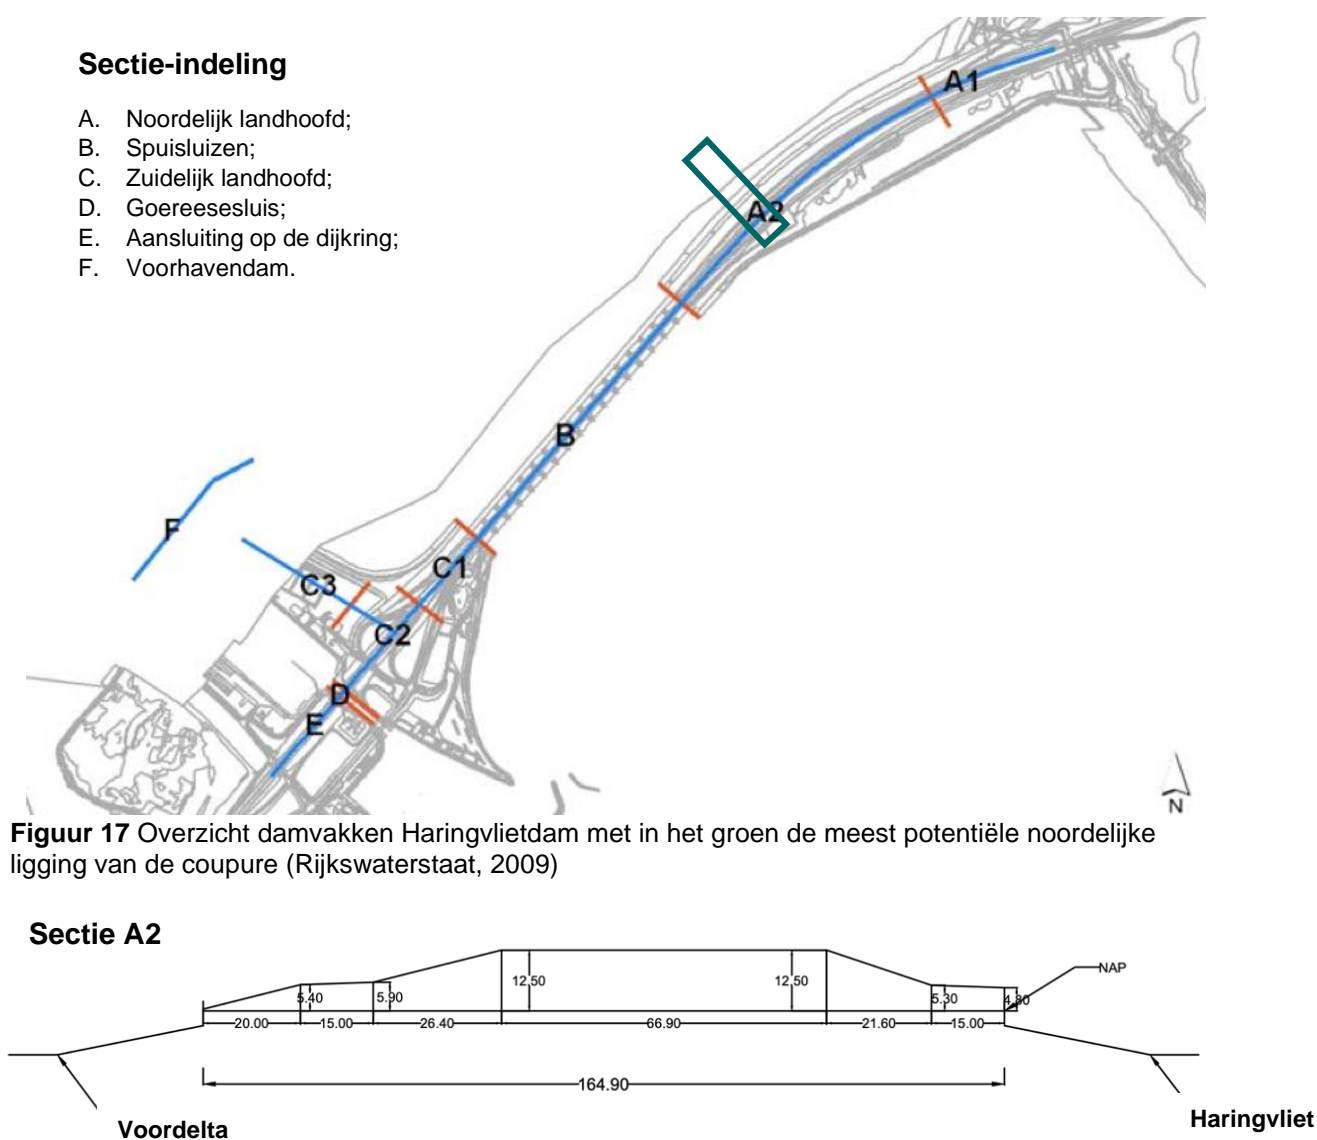 Sectie-indeling
A. Noordelijk landhoofd;
B. Spuisluizen;
C. Zuidelijk landhoofd;
D. Goereesesluis;
E. Aansluiting op de dijkring;
F. Voorhavendam.
A1
A2
B
F
C1
C3
C2
D
E
N
Figuur 17 Overzicht damvakken Haringvlietdam met in het groen de meest potentiële noordelijke
ligging van de coupure (Rijkswaterstaat, 2009)
Sectie A2
NAP
12,50 12,50
5.40 5.90 5.30 4.80
20.00 15.00 26.40 66.90 21.60 15.00
164.90
Haringvliet
Voordelta